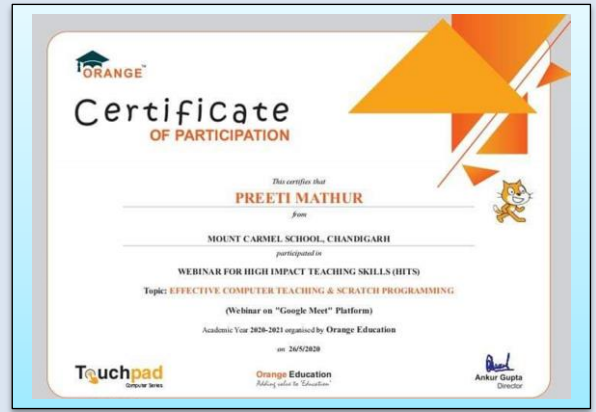 ORANGE™
Certificate
OF PARTICIPATION
This certifies that
PREETI MATHUR
from
MOUNT CARMEL SCHOOL, CHANDIGARH
participated in
WEBINAR FOR HIGH IMPACT TEACHING SKILLS (HITS)
Topic: EFFECTIVE COMPUTER TEACHING & SCRATCH PROGRAMMING
(Webinar on "Google Meet" Platform)
Academic Year 2020-2021 organised by Orange Education
on 26/5/2020
Touchpad
Computer Series
Orange Education
Adding value to 'Education'
Ankur Gupta
Director